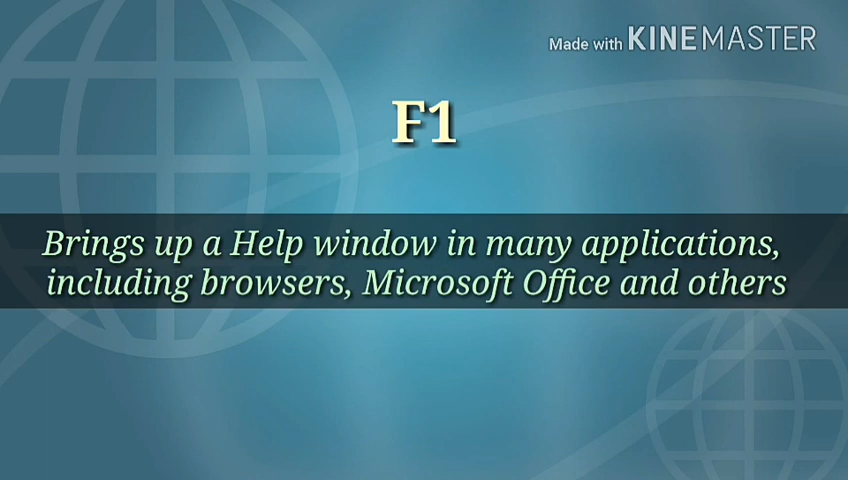 Made with KINEMASTER
F1
Brings up a Help window in many applications,
including browsers, Microsoft Office and others